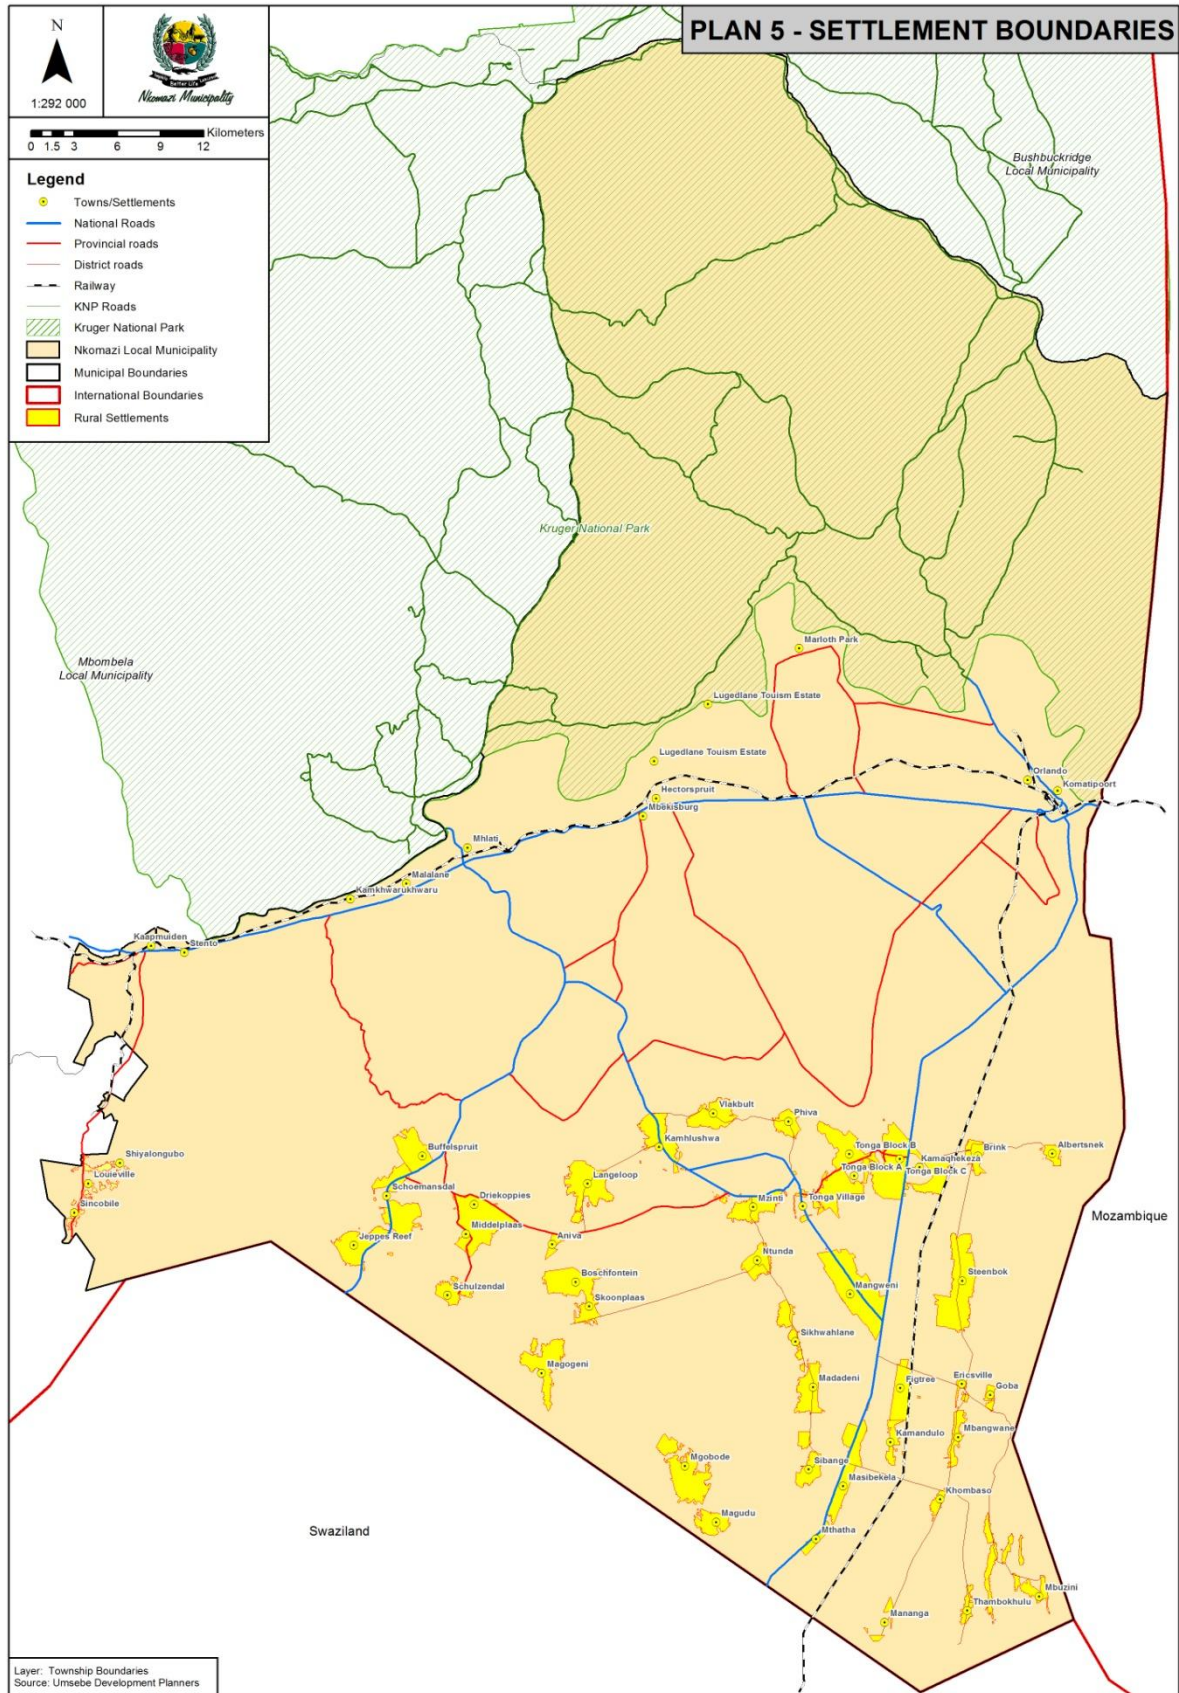 PLAN 5 - SETTLEMENT BOUNDARIES
N
1:292 000
Better Life
Nkomazi Municipality
Kilometers
0 1.5 3 6 9 12
Legend
Towns/Settlements
National Roads
Provincial roads
District roads
Railway
KNP Roads
Kruger National Park
Nkomazi Local Municipality
Municipal Boundaries
International Boundaries
Rural Settlements
Bushbuckridge
Local Municipality
Kruger National Park
Mbombela
Local Municipality
Marloth Park
Lugedlane Touism Estate
Lugedlane Touism Estate
Orlando
Komatipoort
Hectorspruit
Mbekisburg
Mhlati
Malalane
Kamkhwarukhwaru
Kaapmuiden
Stento
Vlakbult
Phiva
Kamhlushwa
Buffelspruit
Tonga Block B
Kamaqhekeza
Brink
Albertsnek
Shiyalongubo
Louieville
Tonga Block A
Tonga Block C
Langeloop
Schoemansdal
Driekoppies
Mzinti
Tonga Village
Sincobile
Mozambique
Middelplaas
Jeppes Reef
Aniva
Ntunda
Boschfontein
Steenbok
Schulzendal
Mangweni
Skoonplaas
Sikhwahlane
Magogeni
Madadeni
Figtree
Ericsville
Goba
Kamandulo
Mbangwane
Mgobode
Sibange
Masibekela
Khombaso
Magudu
Mthatha
Swaziland
Mbuzini
Thambokhulu
Mananga
Layer: Township Boundaries
Source: Umsebe Development Planners